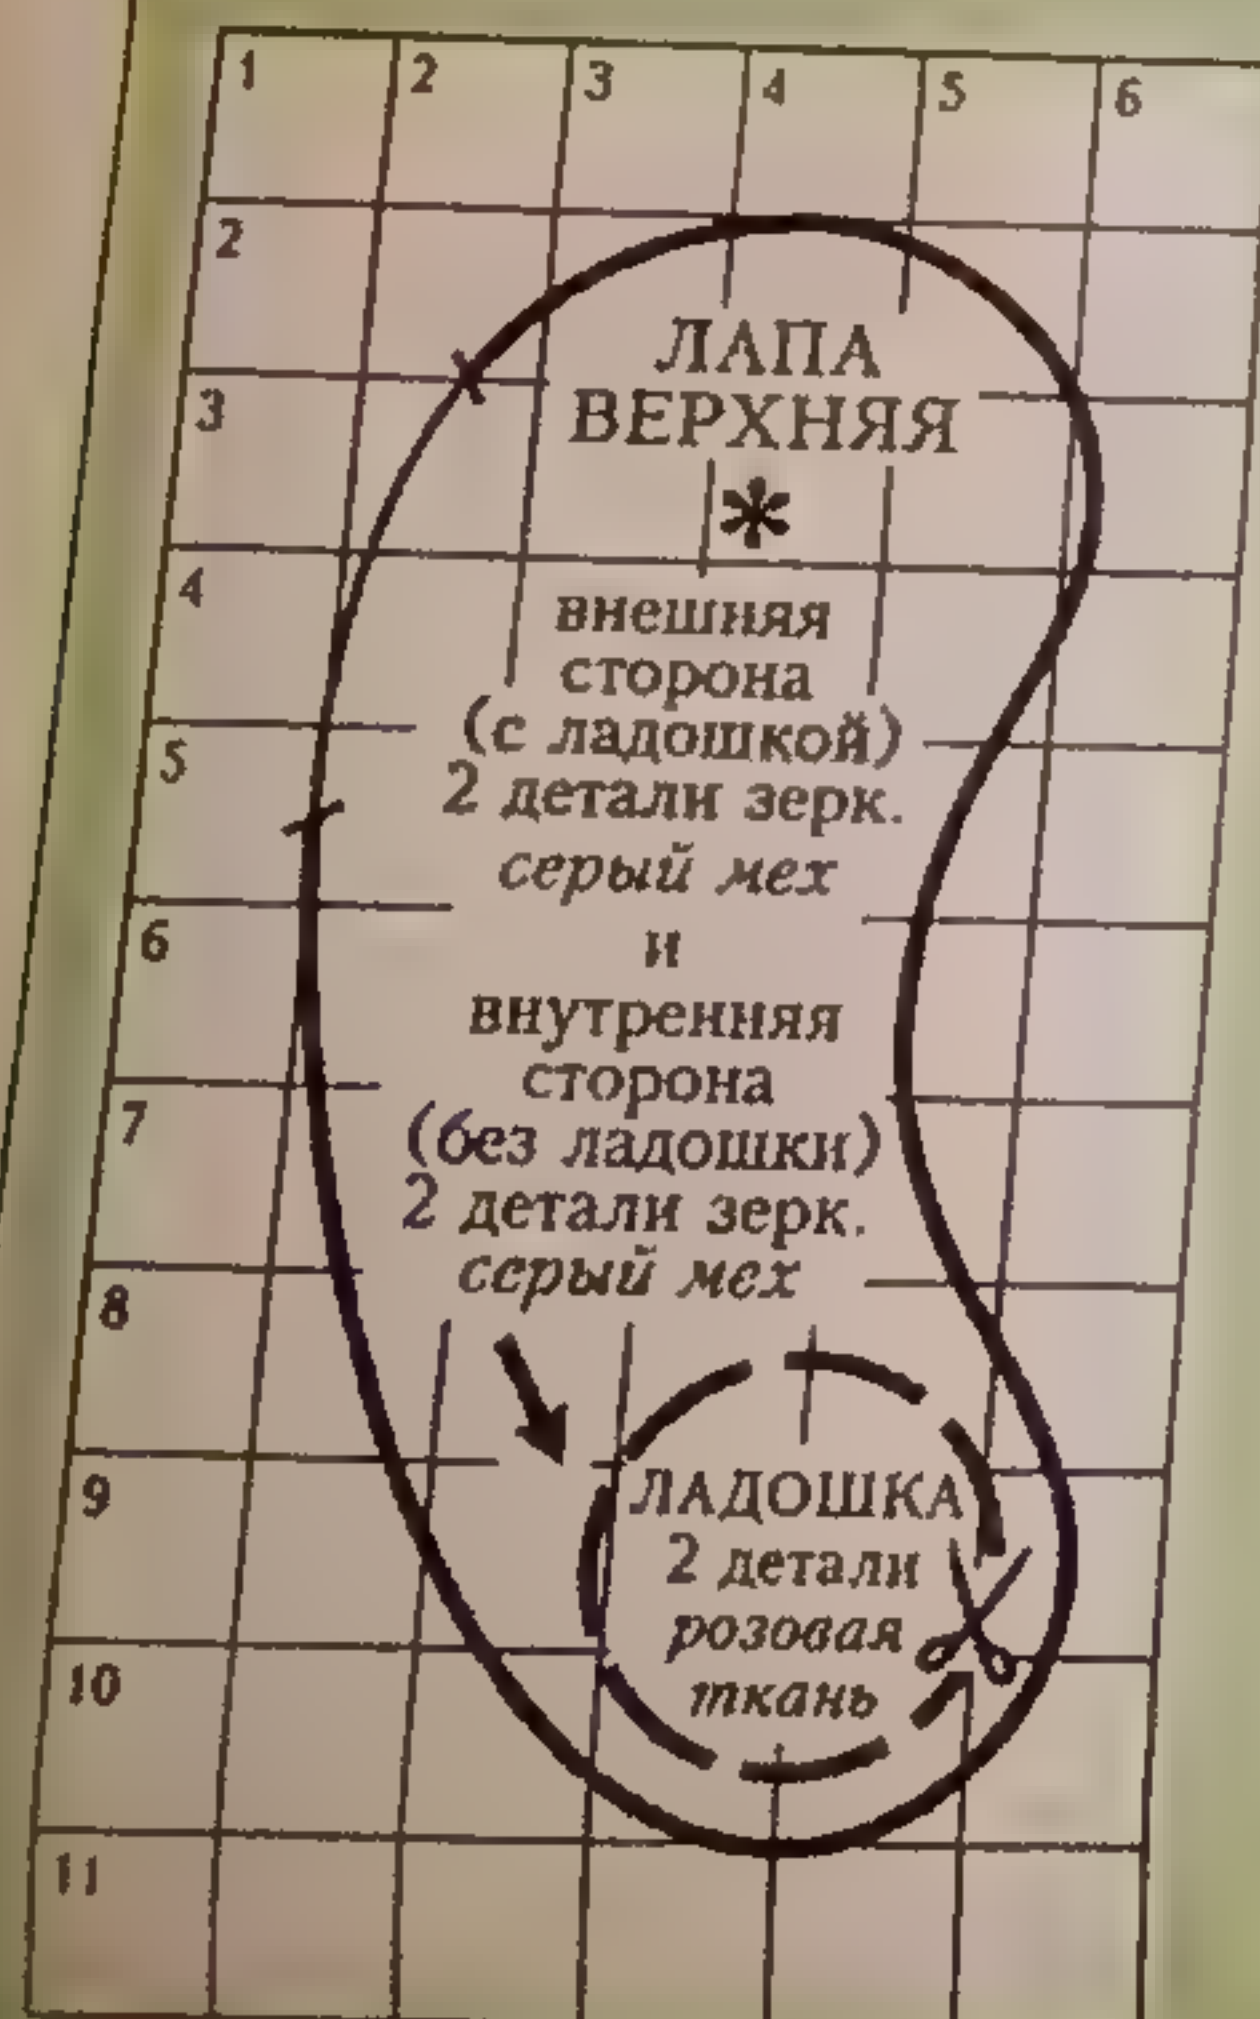 1 2 3 4 5 6
2
ЛАПА
3
ВЕРХНЯЯ
*
4
внешняя
сторона
(с ладошкой)
5
2 детали зерк.
серый мех
6
и
внутренняя
сторона
7
(без ладошки)
2 детали зерк.
серый мех
8
9
ЛАДОШКА
2 детали
розовая
10
ткань
11